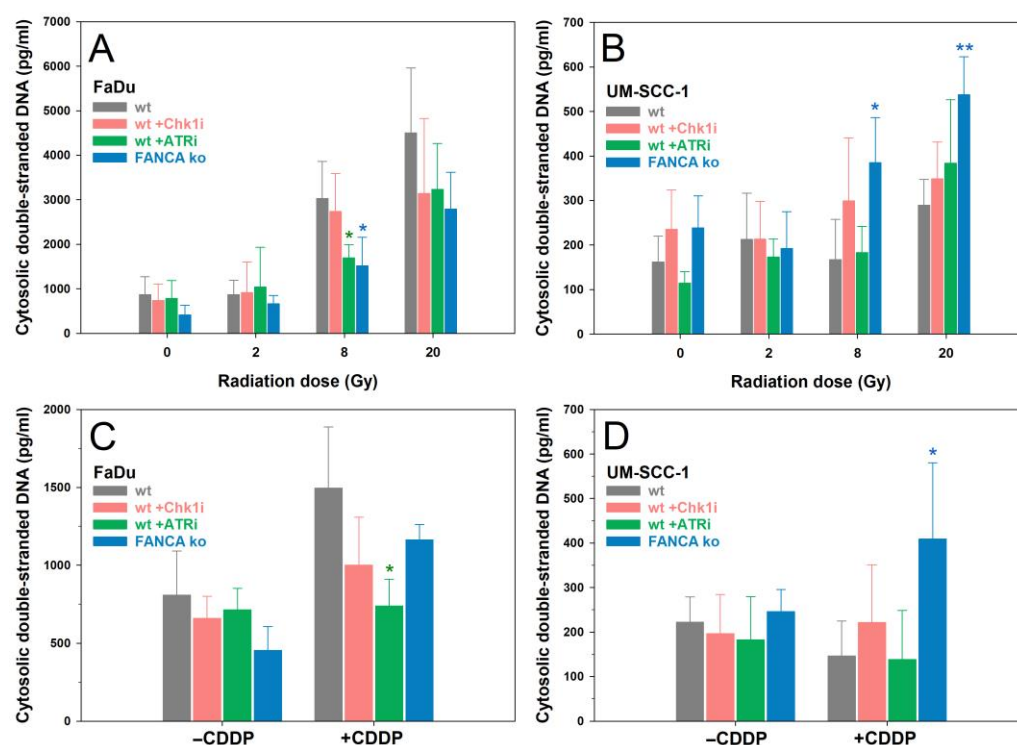 A
FaDu
wt
wt +Chk1i
wt +ATRi
FANCA ko
Cytosolic double-stranded DNA (pg/ml)
7000
6000
5000
4000
3000
2000
1000
0
* *
0 2 8 20
Radiation dose (Gy)
B
UM-SCC-1
wt
wt +Chk1i
wt +ATRi
FANCA ko
Cytosolic double-stranded DNA (pg/ml)
700
600
500
400
300
200
100
0
* **
0 2 8 20
Radiation dose (Gy)
C
FaDu
wt
wt +Chk1i
wt +ATRi
FANCA ko
Cytosolic double-stranded DNA (pg/ml)
2000
1500
1000
500
0
*
–CDDP +CDDP
D
UM-SCC-1
wt
wt +Chk1i
wt +ATRi
FANCA ko
Cytosolic double-stranded DNA (pg/ml)
700
600
500
400
300
200
100
0
*
–CDDP +CDDP